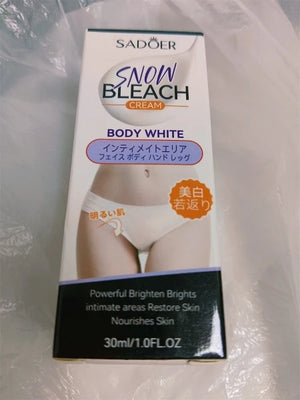 SADOER
SNOW
BLEACH
CREAM
BODY WHITE
インティメイトエリア
フェイス ボディ ハンド レッグ
美白
若返り
明るい肌
Powerful Brighten Brights
intimate areas Restore Skin
Nourishes Skin
30ml/1.0FL.OZ